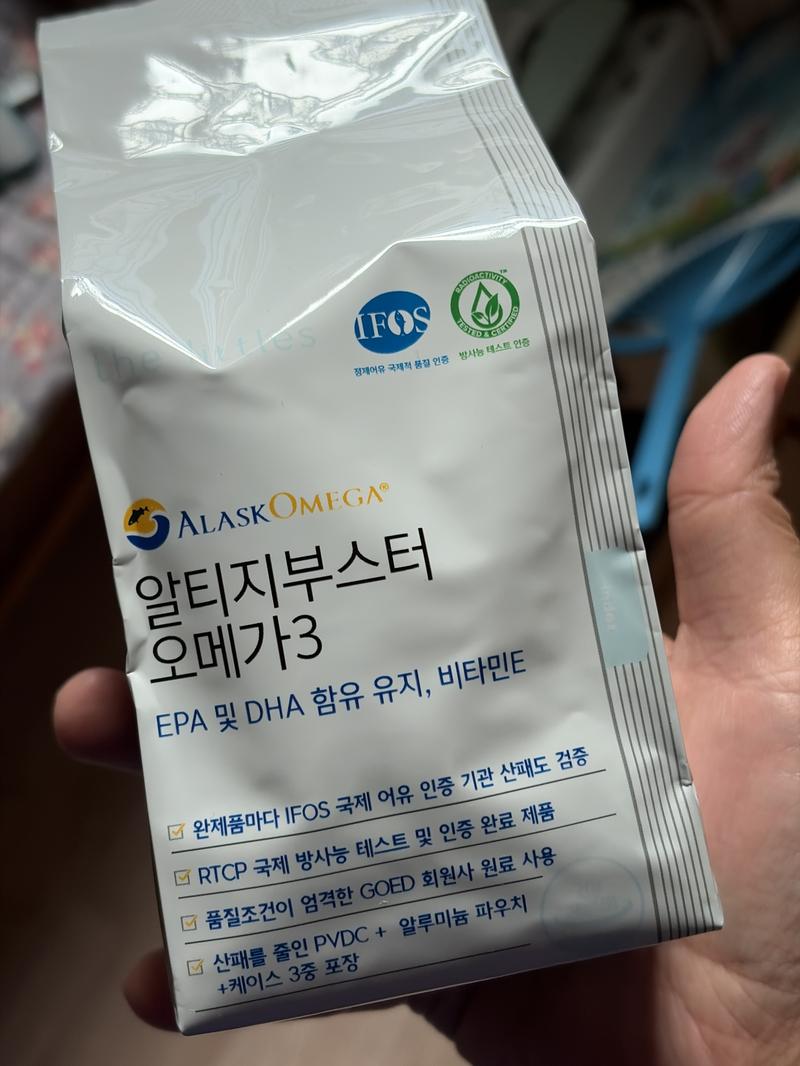 the littles
IFOS
정제어유 국제적 품질 인증
RADIOACTIVITY
TESTED & CERTIFIED
TM
방사능 테스트 인증
ALASKOMEGA®
알티지부스터
오메가3
EPA 및 DHA 함유 유지, 비타민E
완제품마다 IFOS 국제 어유 인증 기관 산패도 검증
RTCP 국제 방사능 테스트 및 인증 완료 제품
품질조건이 엄격한 GOED 회원사 원료 사용
산패를 줄인 PVDC + 알루미늄 파우치
+케이스 3중 포장